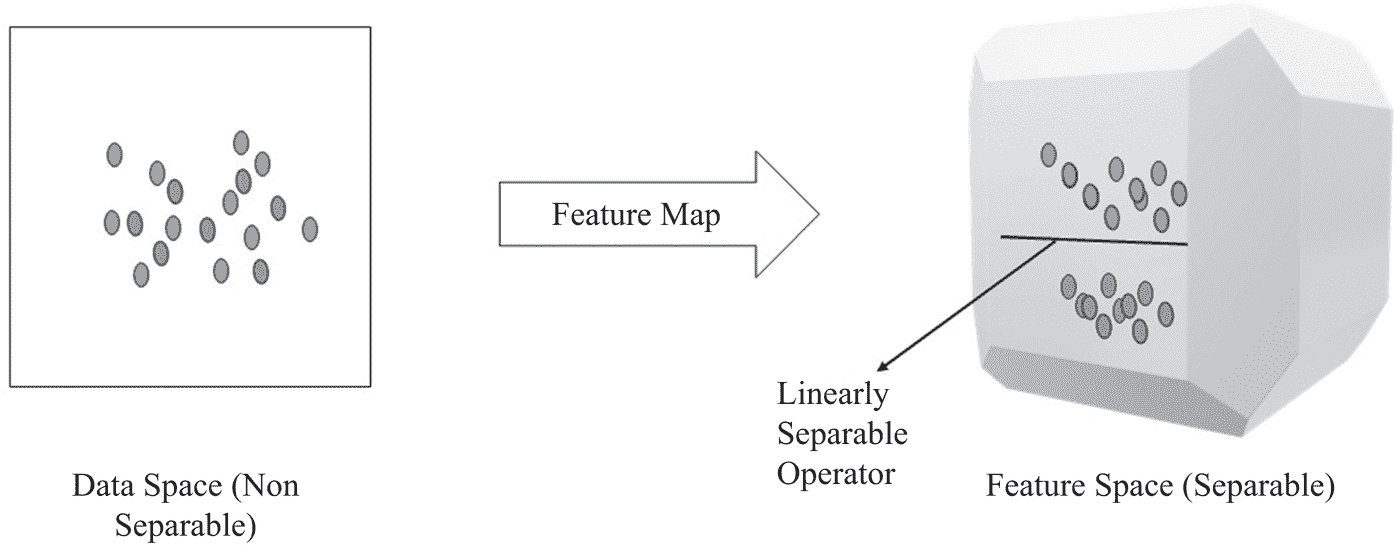 Feature Map
Linearly
Separable
Operator
Data Space (Non
Separable)
Feature Space (Separable)